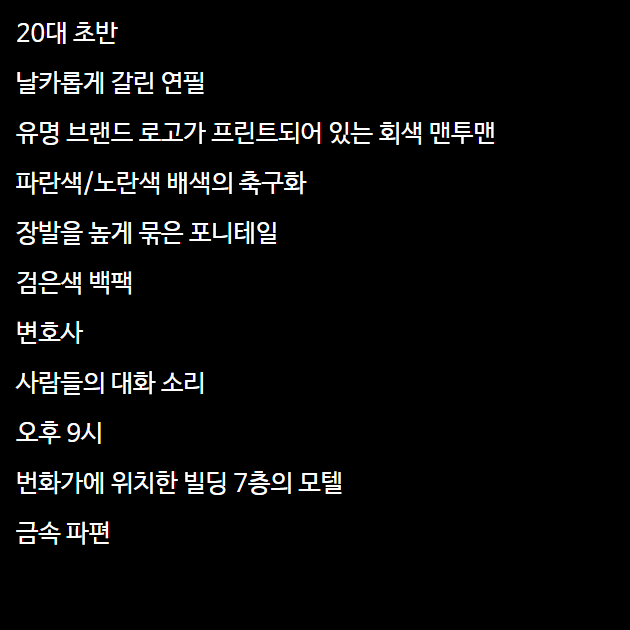 20대 초반
날카롭게 갈린 연필
유명 브랜드 로고가 프린트되어 있는 회색 맨투맨
파란색/노란색 배색의 축구화
장발을 높게 묶은 포니테일
검은색 백팩
변호사
사람들의 대화 소리
오후 9시
번화가에 위치한 빌딩 7층의 모텔
금속 파편